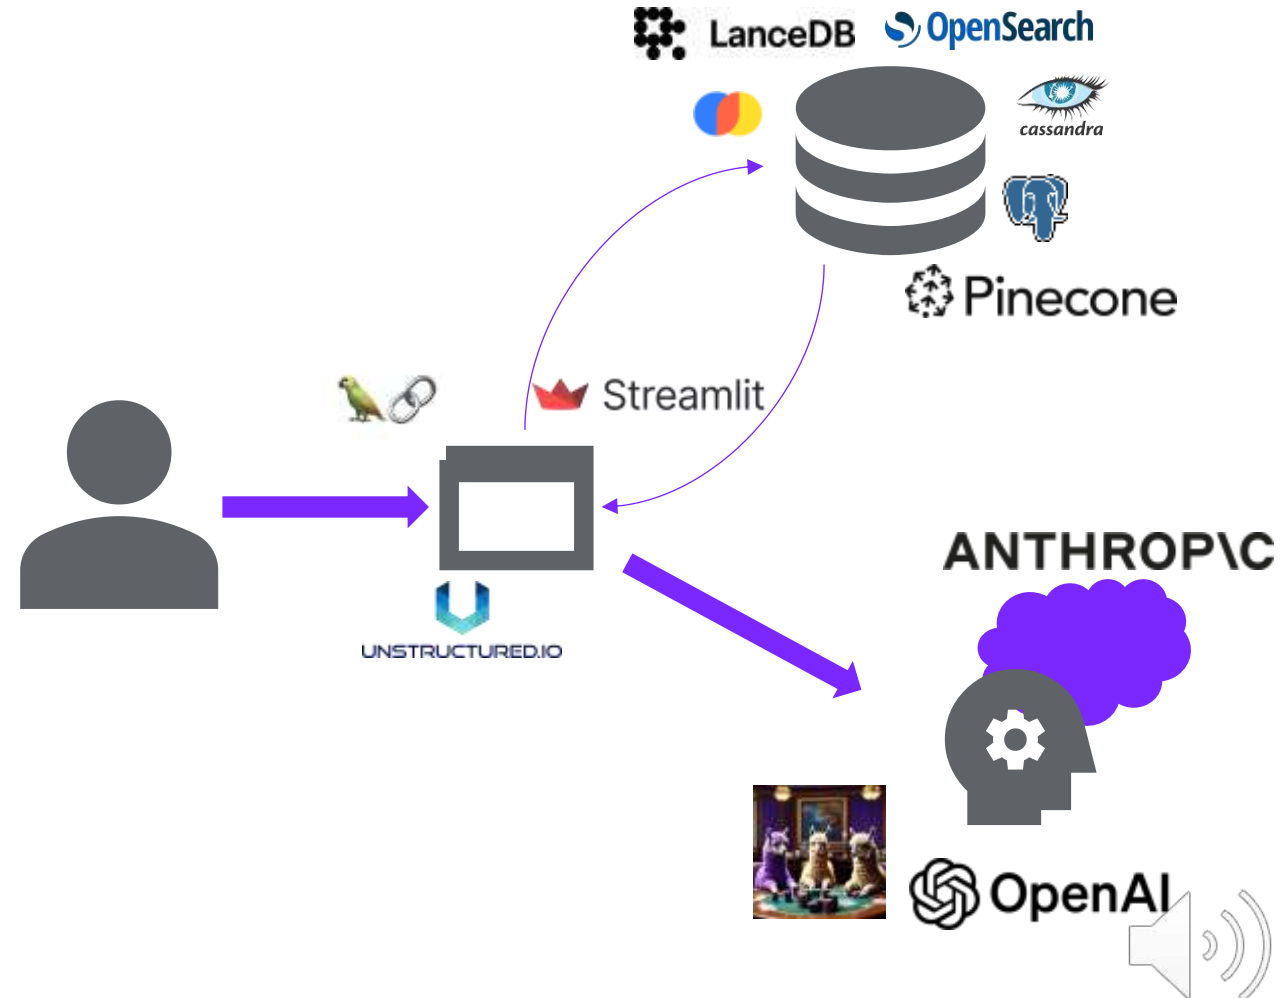 LanceDB
OpenSearch
cassandra
Pinecone
Streamlit
UNSTRUCTURED.IO
ANTHROP\C
OpenAI